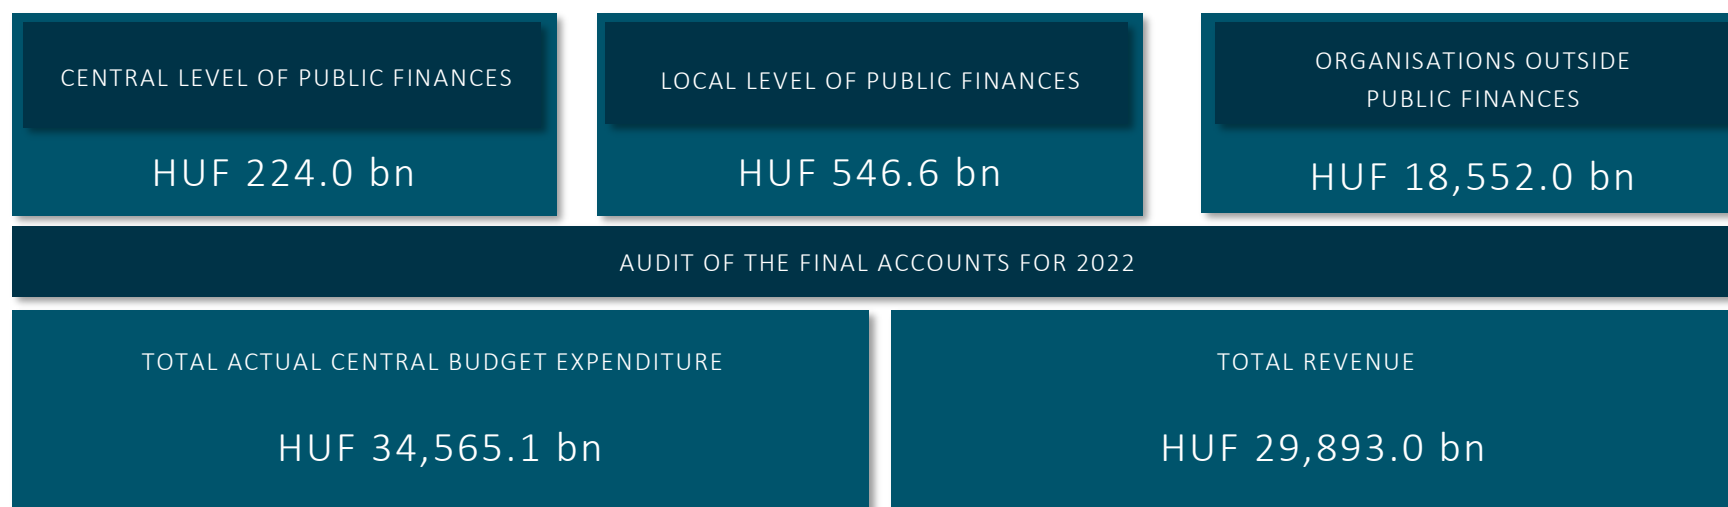 CENTRAL LEVEL OF PUBLIC FINANCES
HUF 224.0 bn
LOCAL LEVEL OF PUBLIC FINANCES
HUF 546.6 bn
ORGANISATIONS OUTSIDE
PUBLIC FINANCES
HUF 18,552.0 bn
AUDIT OF THE FINAL ACCOUNTS FOR 2022
TOTAL ACTUAL CENTRAL BUDGET EXPENDITURE
HUF 34,565.1 bn
TOTAL REVENUE
HUF 29,893.0 bn